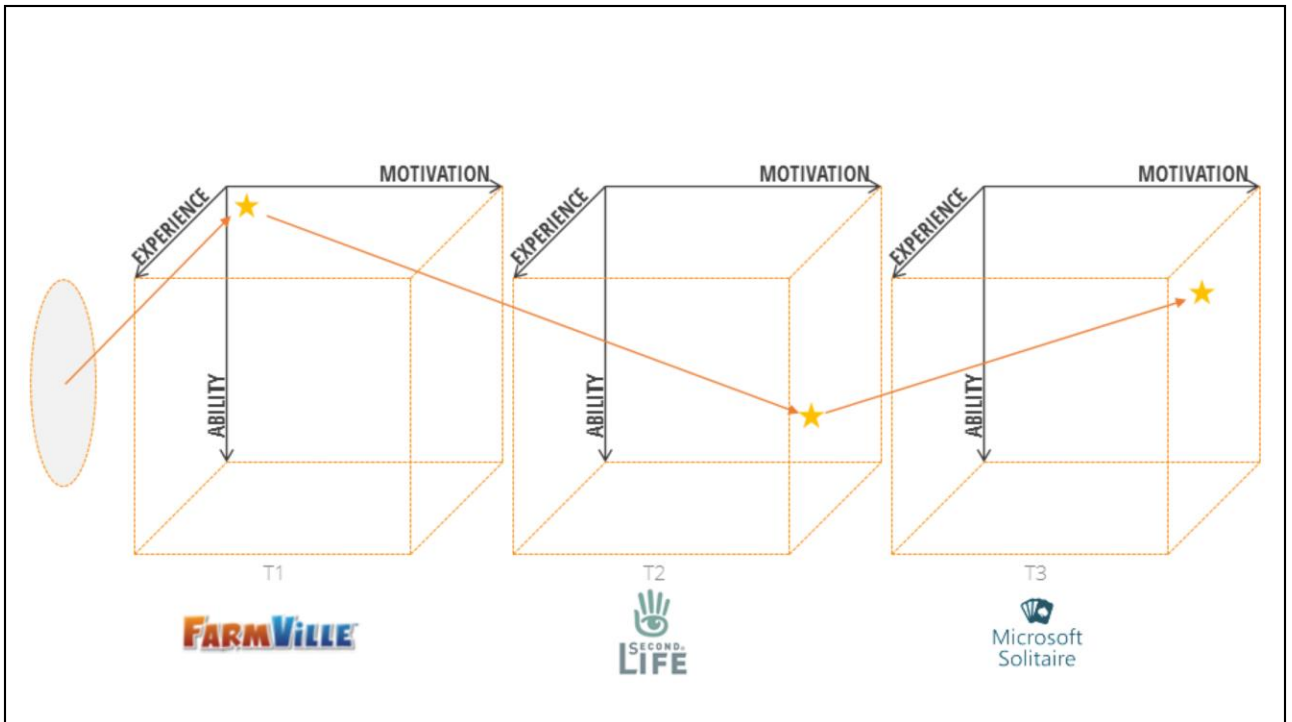 MOTIVATION
EXPERIENCE
ABILITY
MOTIVATION
EXPERIENCE
ABILITY
MOTIVATION
EXPERIENCE
ABILITY
T1
T2
T3
FARMVILLE
SECOND
LIFE
Microsoft
Solitaire